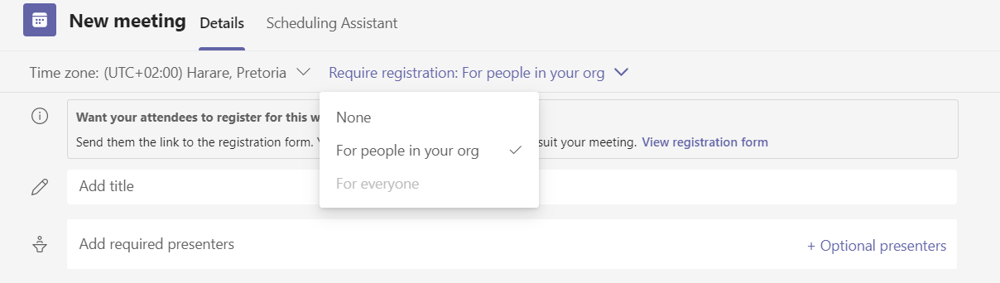 New meeting Details Scheduling Assistant
Time zone: (UTC+02:00) Harare, Pretoria Require registration: For people in your org
None
For people in your org
For everyone
Want your attendees to register for this w
Send them the link to the registration form. suit your meeting. View registration form
Add title
Add required presenters + Optional presenters